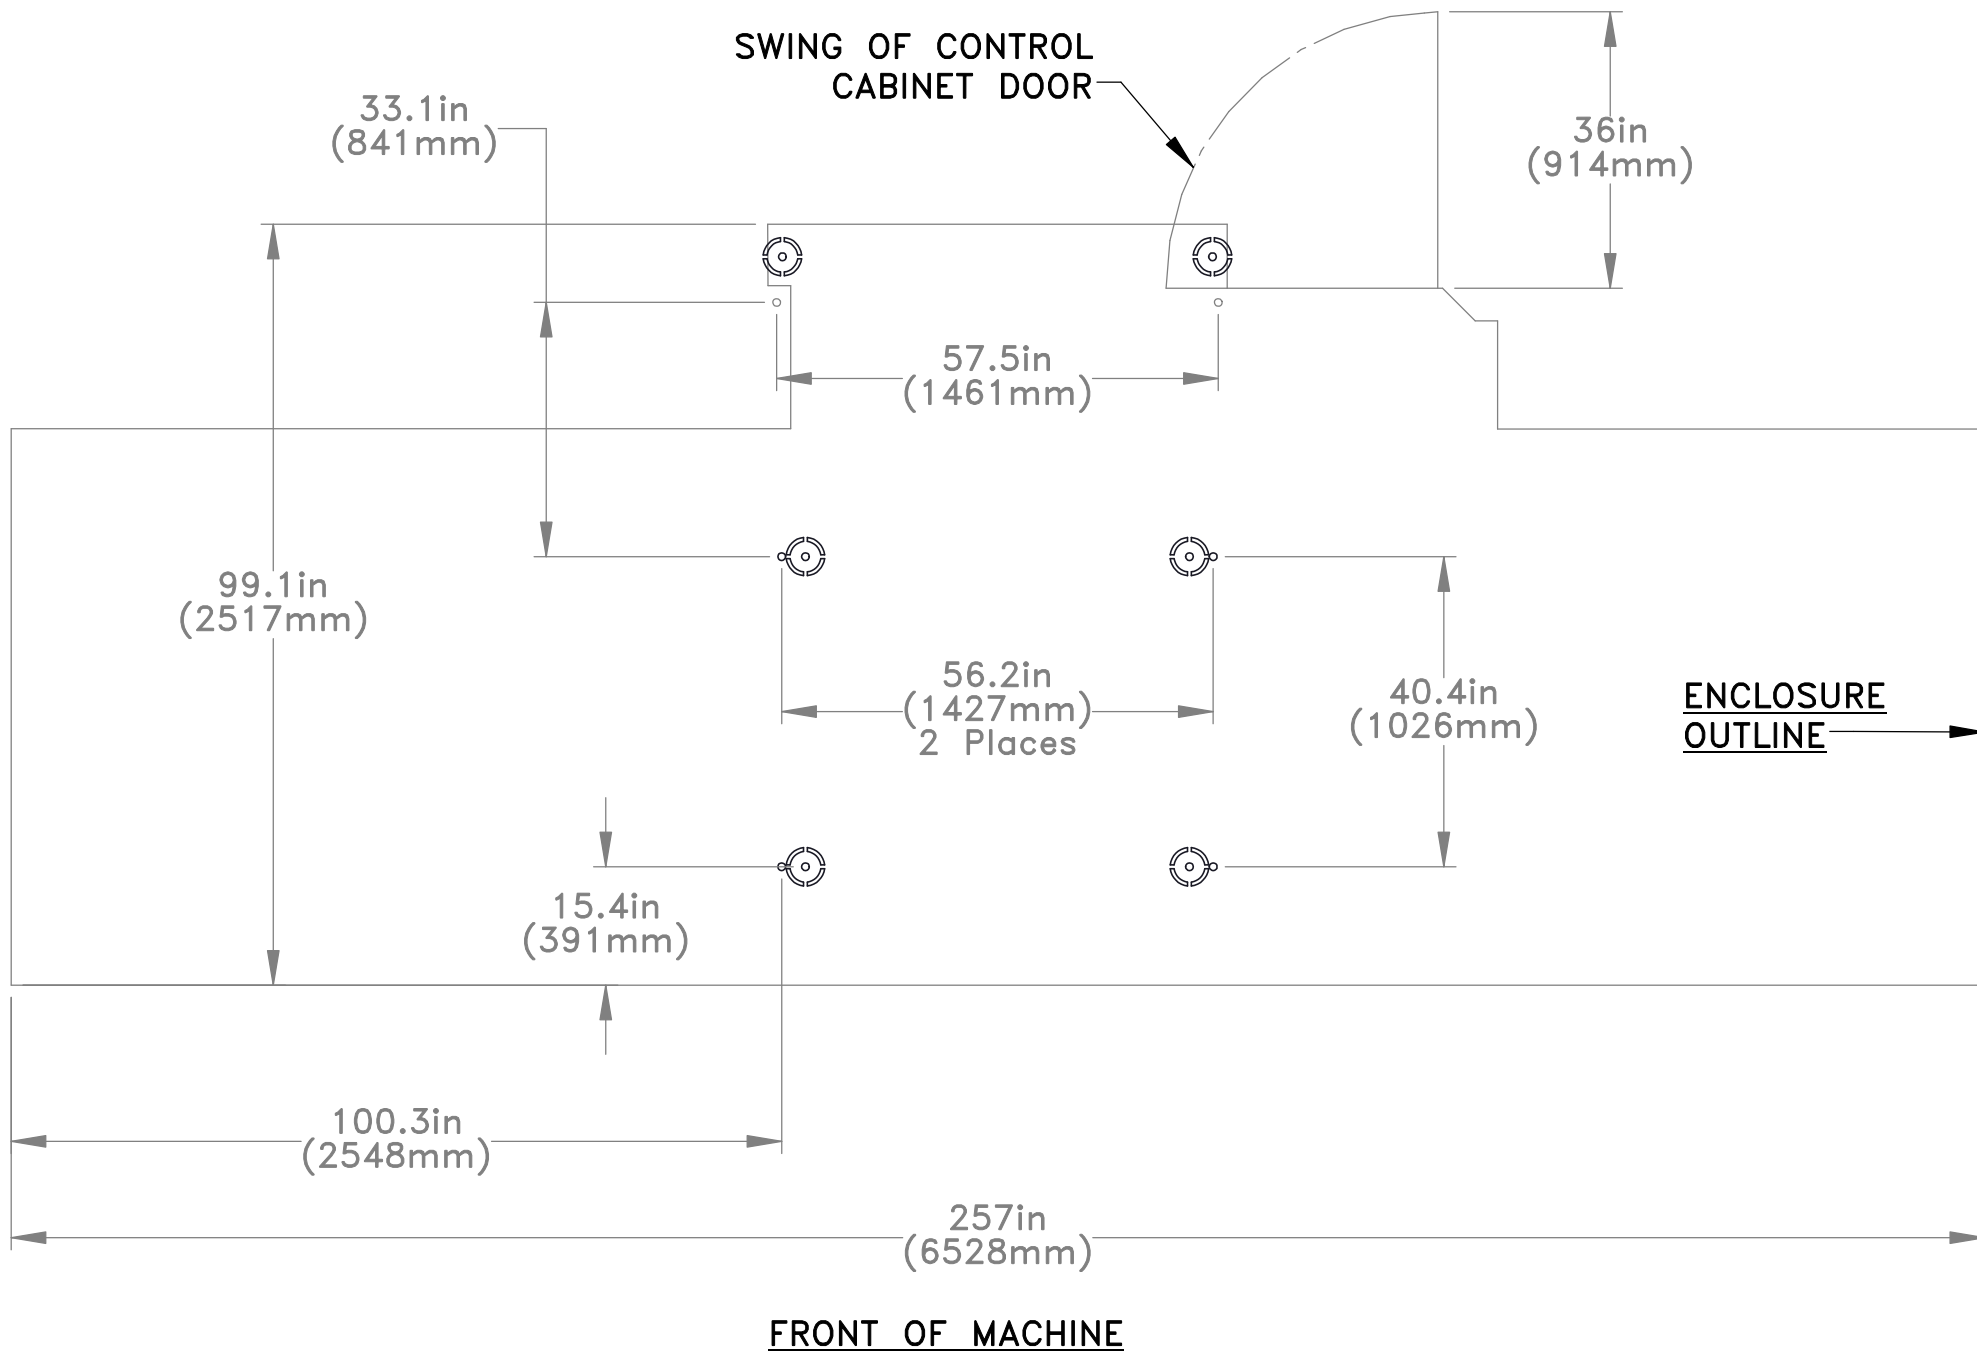 SWING OF CONTROL
CABINET DOOR
33.1in
(841mm)
36in
(914mm)
57.5in
(1461mm)
99.1in
(2517mm)
56.2in
(1427mm)
2 Places
40.4in
(1026mm)
ENCLOSURE
OUTLINE
15.4in
(391mm)
100.3in
(2548mm)
257in
(6528mm)
FRONT OF MACHINE